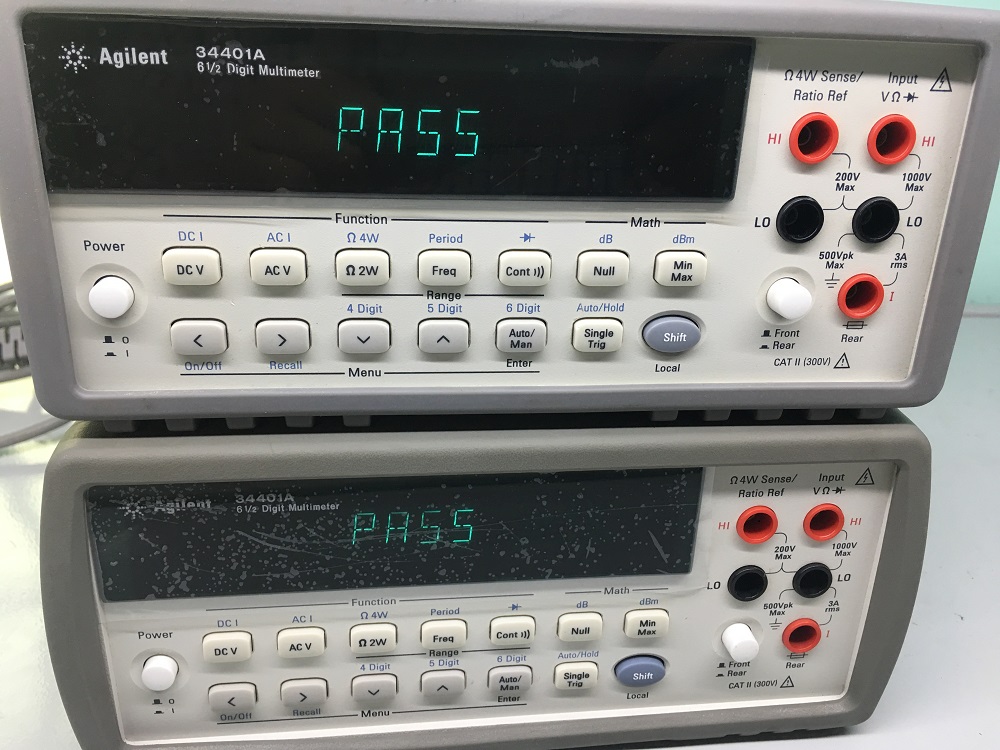 Agilent
34401A
6½ Digit Multimeter
PASS
Ω 4W Sense/
Ratio Ref
Input
V Ω
HI
HI
200V
Max
1000V
Max
LO
LO
500Vpk
Max
3A
rms
I
Front
Rear
Rear
CAT II (300V)
Power
O
I
Function
Math
DC I
AC I
Ω 4W
Period
dB
dBm
DC V
AC V
Ω 2W
Freq
Cont )))
Null
Min
Max
Range
4 Digit
5 Digit
6 Digit
Auto/Hold
<
>
Auto/
Man
Single
Trig
Shift
On/Off
Recall
Menu
Enter
Local
Agilent
34401A
6½ Digit Multimeter
PASS
Ω 4W Sense/
Ratio Ref
Input
V Ω
HI
HI
200V
Max
1000V
Max
LO
LO
500Vpk
Max
3A
rms
I
Front
Rear
Rear
CAT II (300V)
Power
O
I
Function
Math
DC I
AC I
Ω 4W
Period
dB
dBm
DC V
AC V
Ω 2W
Freq
Cont )))
Null
Min
Max
Range
4 Digit
5 Digit
6 Digit
Auto/Hold
<
>
Auto/
Man
Single
Trig
Shift
On/Off
Recall
Menu
Enter
Local